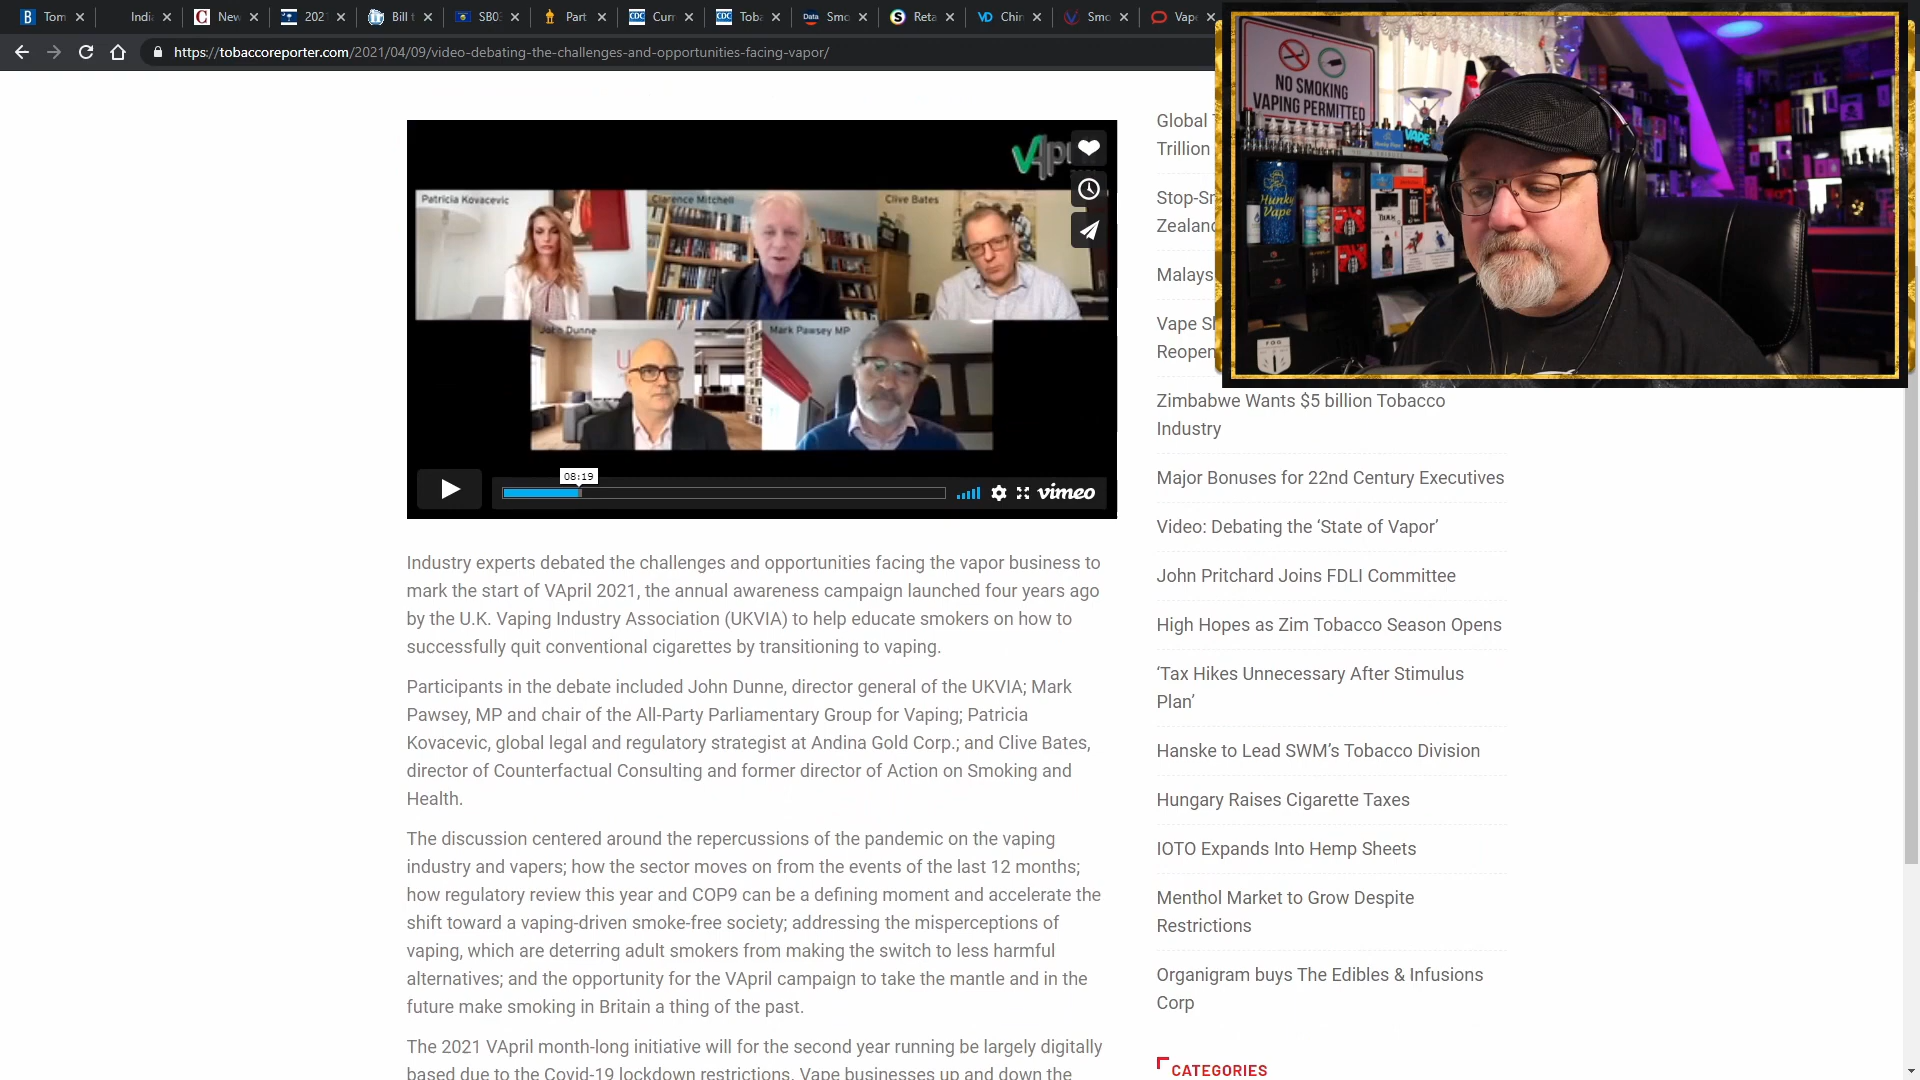 Tom
India
New
2021
Bill t
SB03
Part
CDC Curr
CDC Toba
Data Smo
Reta
VD Chin
Smo
Vape
https://tobaccoreporter.com/2021/04/09/video-debating-the-challenges-and-opportunities-facing-vapor/
Patricia Kovacevic
Clarence Mitchell
Clive Bates
John Dunne
Mark Pawsey MP
08:19
vimeo
Industry experts debated the challenges and opportunities facing the vapor business to
mark the start of VApril 2021, the annual awareness campaign launched four years ago
by the U.K. Vaping Industry Association (UKVIA) to help educate smokers on how to
successfully quit conventional cigarettes by transitioning to vaping.
Participants in the debate included John Dunne, director general of the UKVIA; Mark
Pawsey, MP and chair of the All-Party Parliamentary Group for Vaping; Patricia
Kovacevic, global legal and regulatory strategist at Andina Gold Corp.; and Clive Bates,
director of Counterfactual Consulting and former director of Action on Smoking and
Health.
The discussion centered around the repercussions of the pandemic on the vaping
industry and vapers; how the sector moves on from the events of the last 12 months;
how regulatory review this year and COP9 can be a defining moment and accelerate the
shift toward a vaping-driven smoke-free society; addressing the misperceptions of
vaping, which are deterring adult smokers from making the switch to less harmful
alternatives; and the opportunity for the VApril campaign to take the mantle and in the
future make smoking in Britain a thing of the past.
The 2021 VApril month-long initiative will for the second year running be largely digitally
based due to the Covid-19 lockdown restrictions. Vape businesses up and down the
Global
Trillion
Stop-Sm
Zealand
Malays
Vape Sh
Reopen
Zimbabwe Wants $5 billion Tobacco
Industry
Major Bonuses for 22nd Century Executives
Video: Debating the ‘State of Vapor’
John Pritchard Joins FDLI Committee
High Hopes as Zim Tobacco Season Opens
‘Tax Hikes Unnecessary After Stimulus
Plan’
Hanske to Lead SWM’s Tobacco Division
Hungary Raises Cigarette Taxes
IOTO Expands Into Hemp Sheets
Menthol Market to Grow Despite
Restrictions
Organigram buys The Edibles & Infusions
Corp
CATEGORIES
NO SMOKING
VAPING PERMITTED
VAPE
Hunky
Vape
FOG